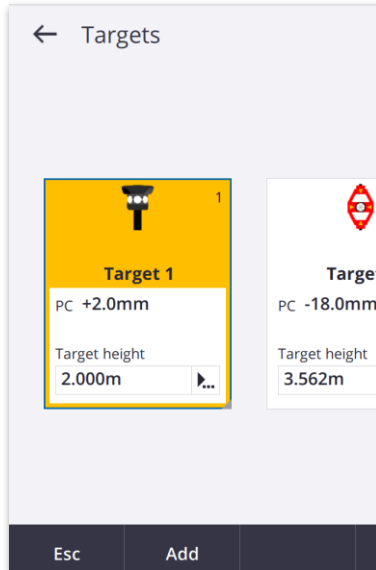 Targets
1
Target 1
PC +2.0mm
Target height
2.000m
PC -18.0mm
Target height
3.562m
Esc
Add